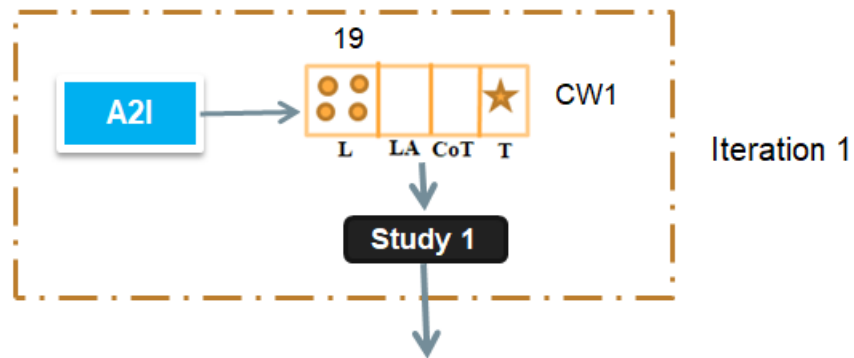 19
A2I
CW1
L LA CoT T
Iteration 1
Study 1